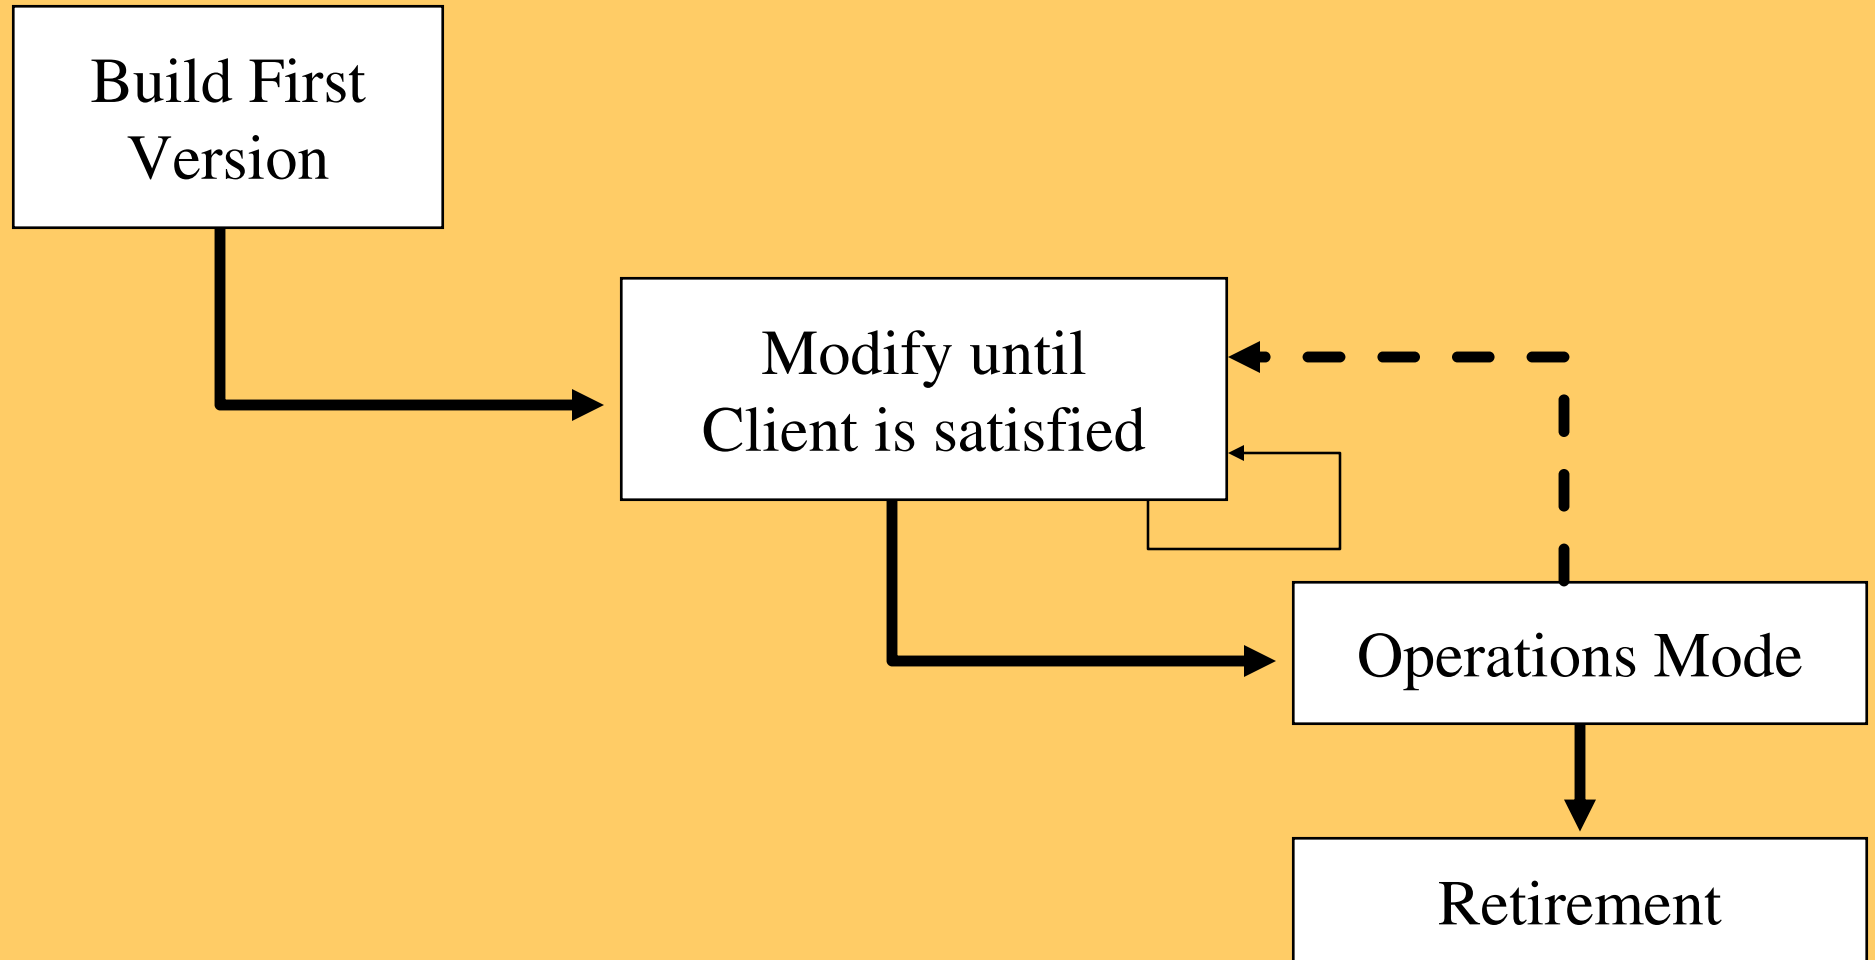 Build First
Version
Modify until
Client is satisfied
Operations Mode
Retirement